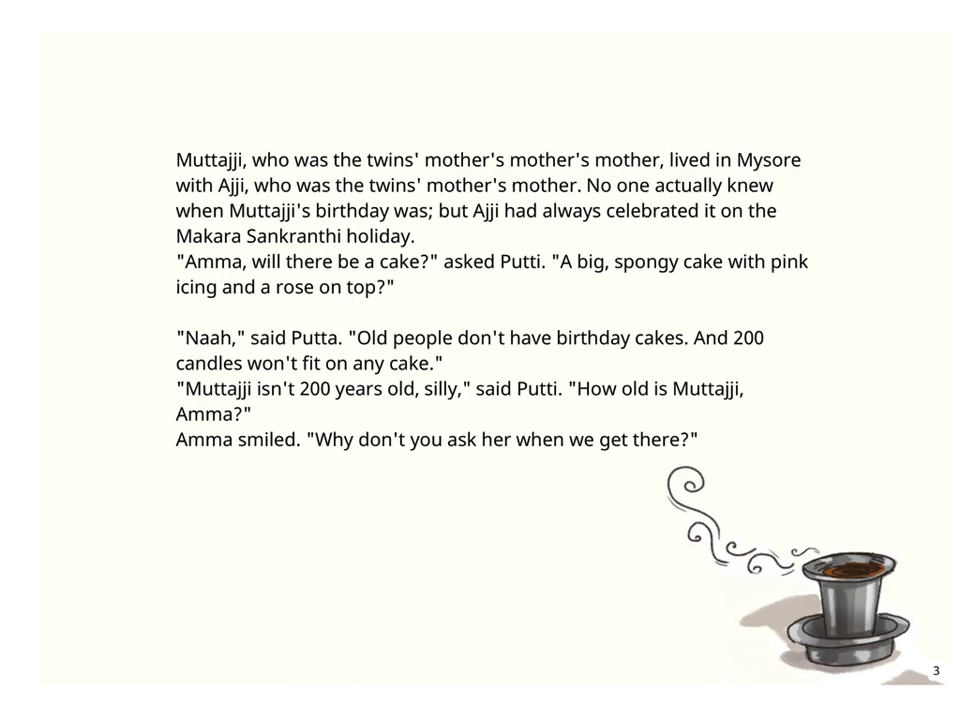 Muttajji, who was the twins' mother's mother's mother, lived in Mysore
with Ajji, who was the twins' mother's mother. No one actually knew
when Muttajji's birthday was; but Ajji had always celebrated it on the
Makara Sankranthi holiday.
"Amma, will there be a cake?" asked Putti. "A big, spongy cake with pink
icing and a rose on top?"
"Naah," said Putta. "Old people don't have birthday cakes. And 200
candles won't fit on any cake."
"Muttajji isn't 200 years old, silly," said Putti. "How old is Muttajji,
Amma?"
Amma smiled. "Why don't you ask her when we get there?"
3